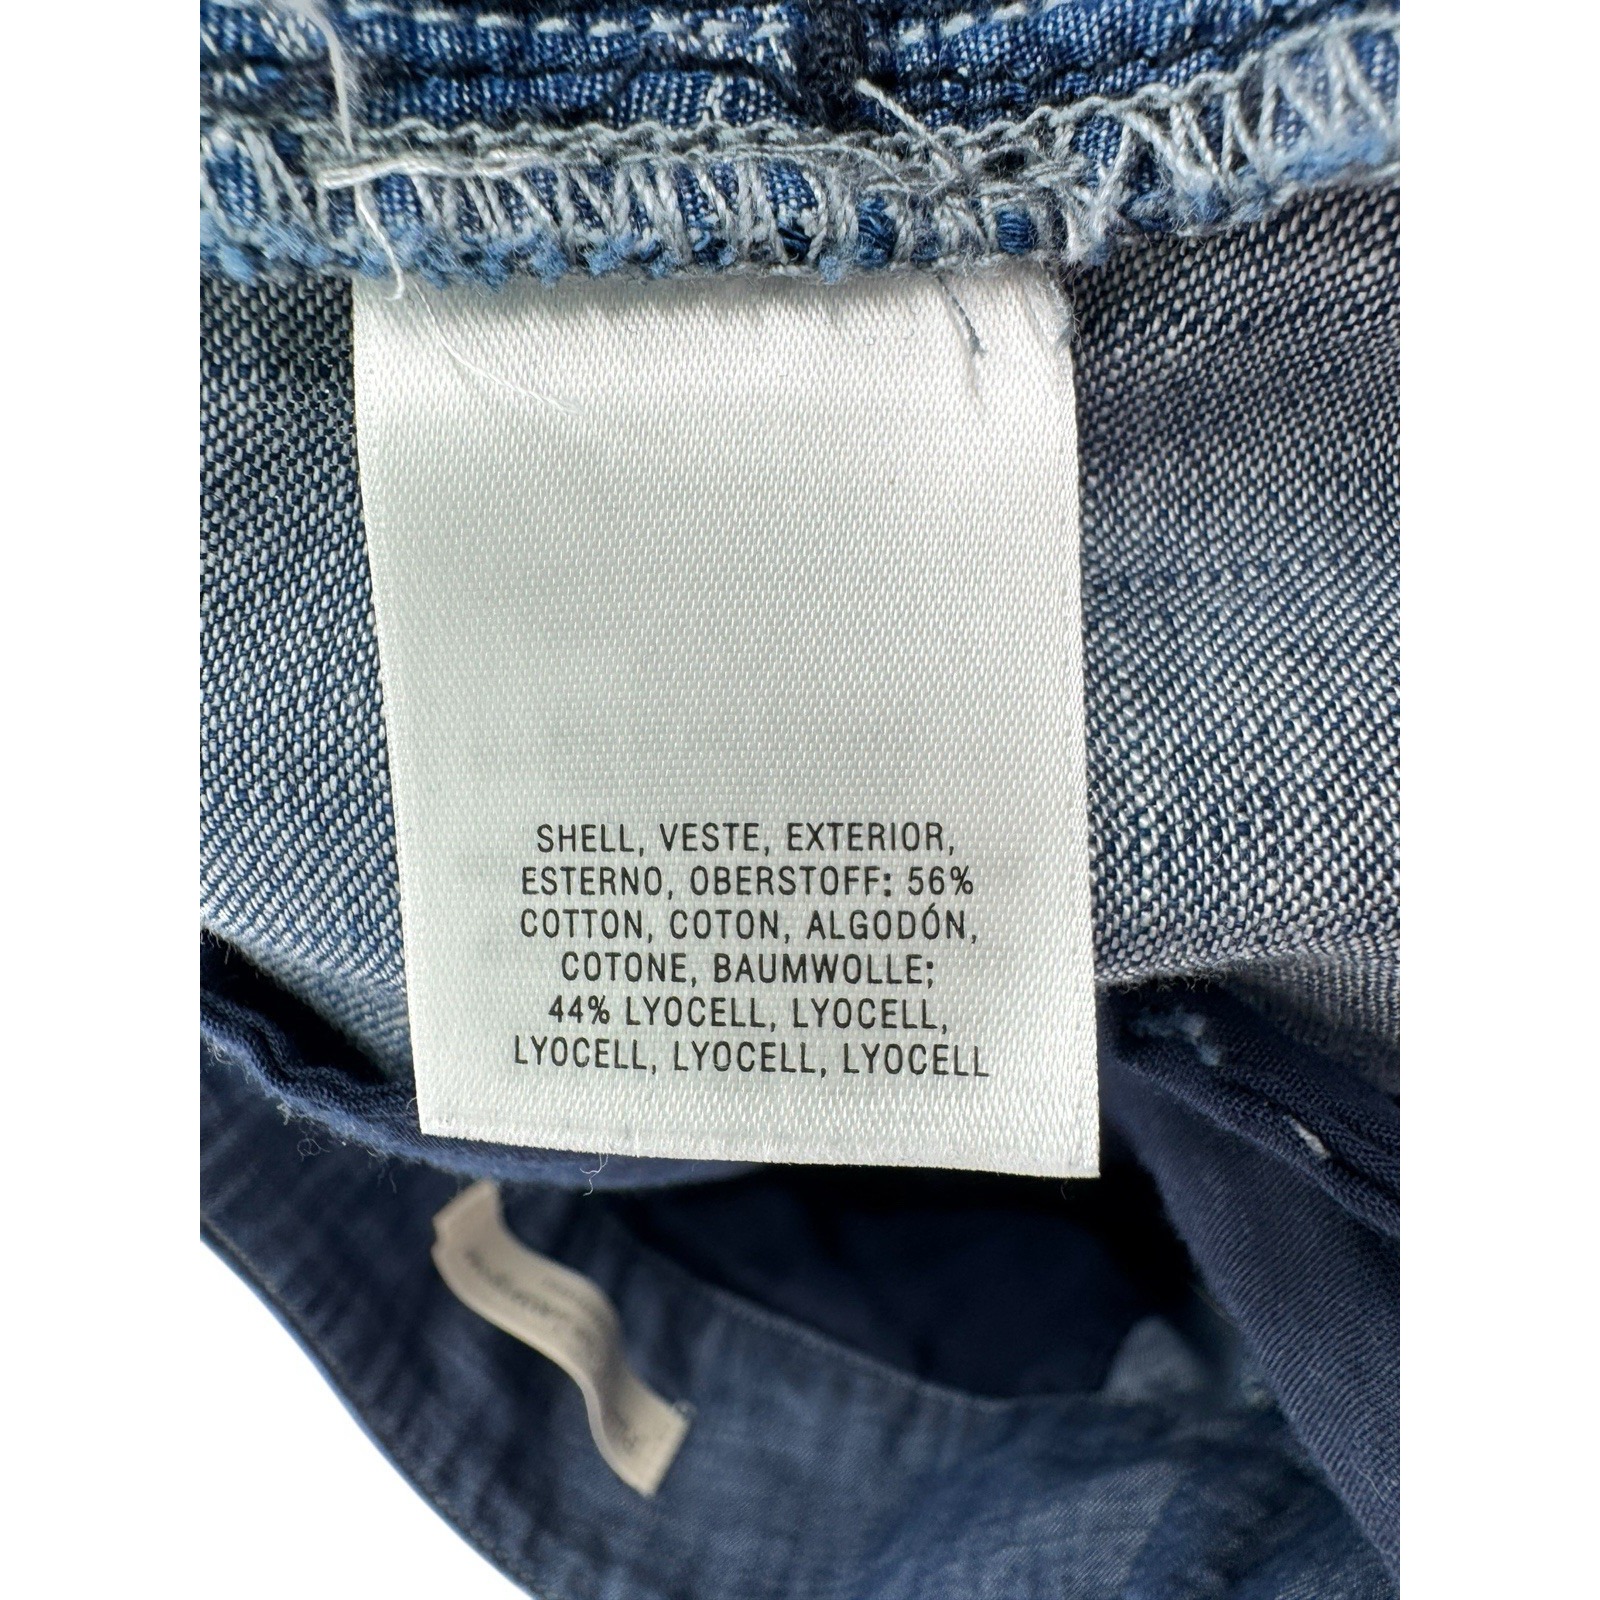 SHELL, VESTE, EXTERIOR,
ESTERNO, OBERSTOFF: 56%
COTTON, COTON, ALGODÓN,
COTONE, BAUMWOLLE;
44% LYOCELL, LYOCELL,
LYOCELL, LYOCELL, LYOCELL